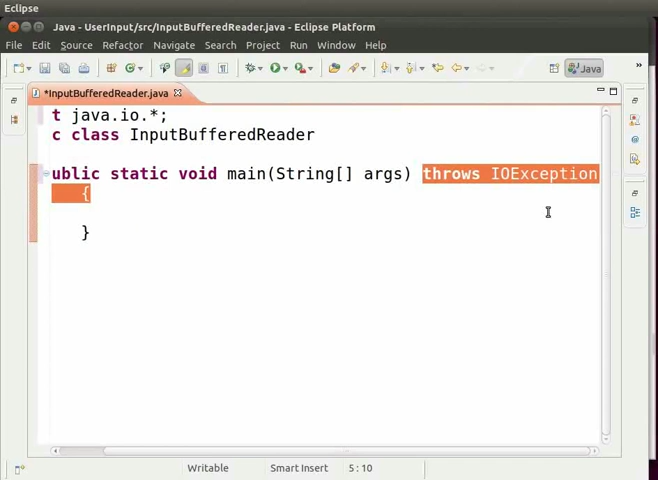 Eclipse
Java - UserInput/src/InputBufferedReader.java - Eclipse Platform
File Edit Source Refactor Navigate Search Project Run Window Help
Java
*InputBufferedReader.java
t java.io.*;
c class InputBufferedReader
ublic static void main(String[] args) throws IOException
{
}
Writable Smart Insert 5 : 10